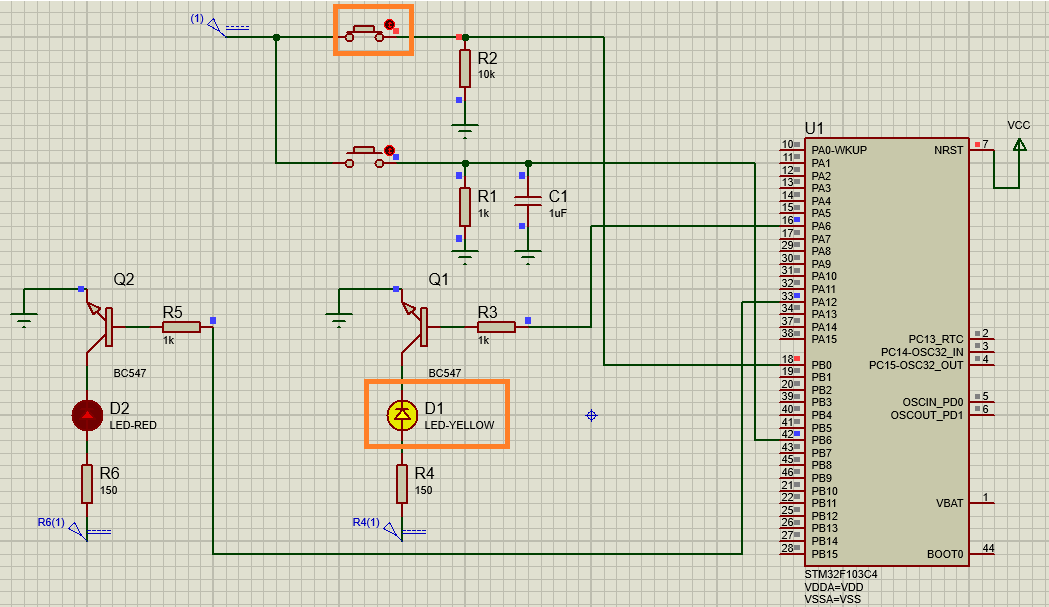 (1)
R2
10k
R1
1k
C1
1uF
Q2
R5
1k
BC547
D2
LED-RED
R6
150
R6(1)
Q1
R3
1k
BC547
D1
LED-YELLOW
R4
150
R4(1)
U1
VCC
10 PA0-WKUP
11 PA1
12 PA2
13 PA3
14 PA4
15 PA5
16 PA6
17 PA7
29 PA8
30 PA9
31 PA10
32 PA11
33 PA12
34 PA13
37 PA14
38 PA15
18 PB0
19 PB1
20 PB2
39 PB3
40 PB4
41 PB5
42 PB6
43 PB7
45 PB8
46 PB9
21 PB10
22 PB11
25 PB12
26 PB13
27 PB14
28 PB15
NRST 7
PC13_RTC 2
PC14-OSC32_IN 3
PC15-OSC32_OUT 4
OSCIN_PD0 5
OSCOUT_PD1 6
VBAT 1
BOOT0 44
STM32F103C4
VDDA=VDD
VSSA=VSS